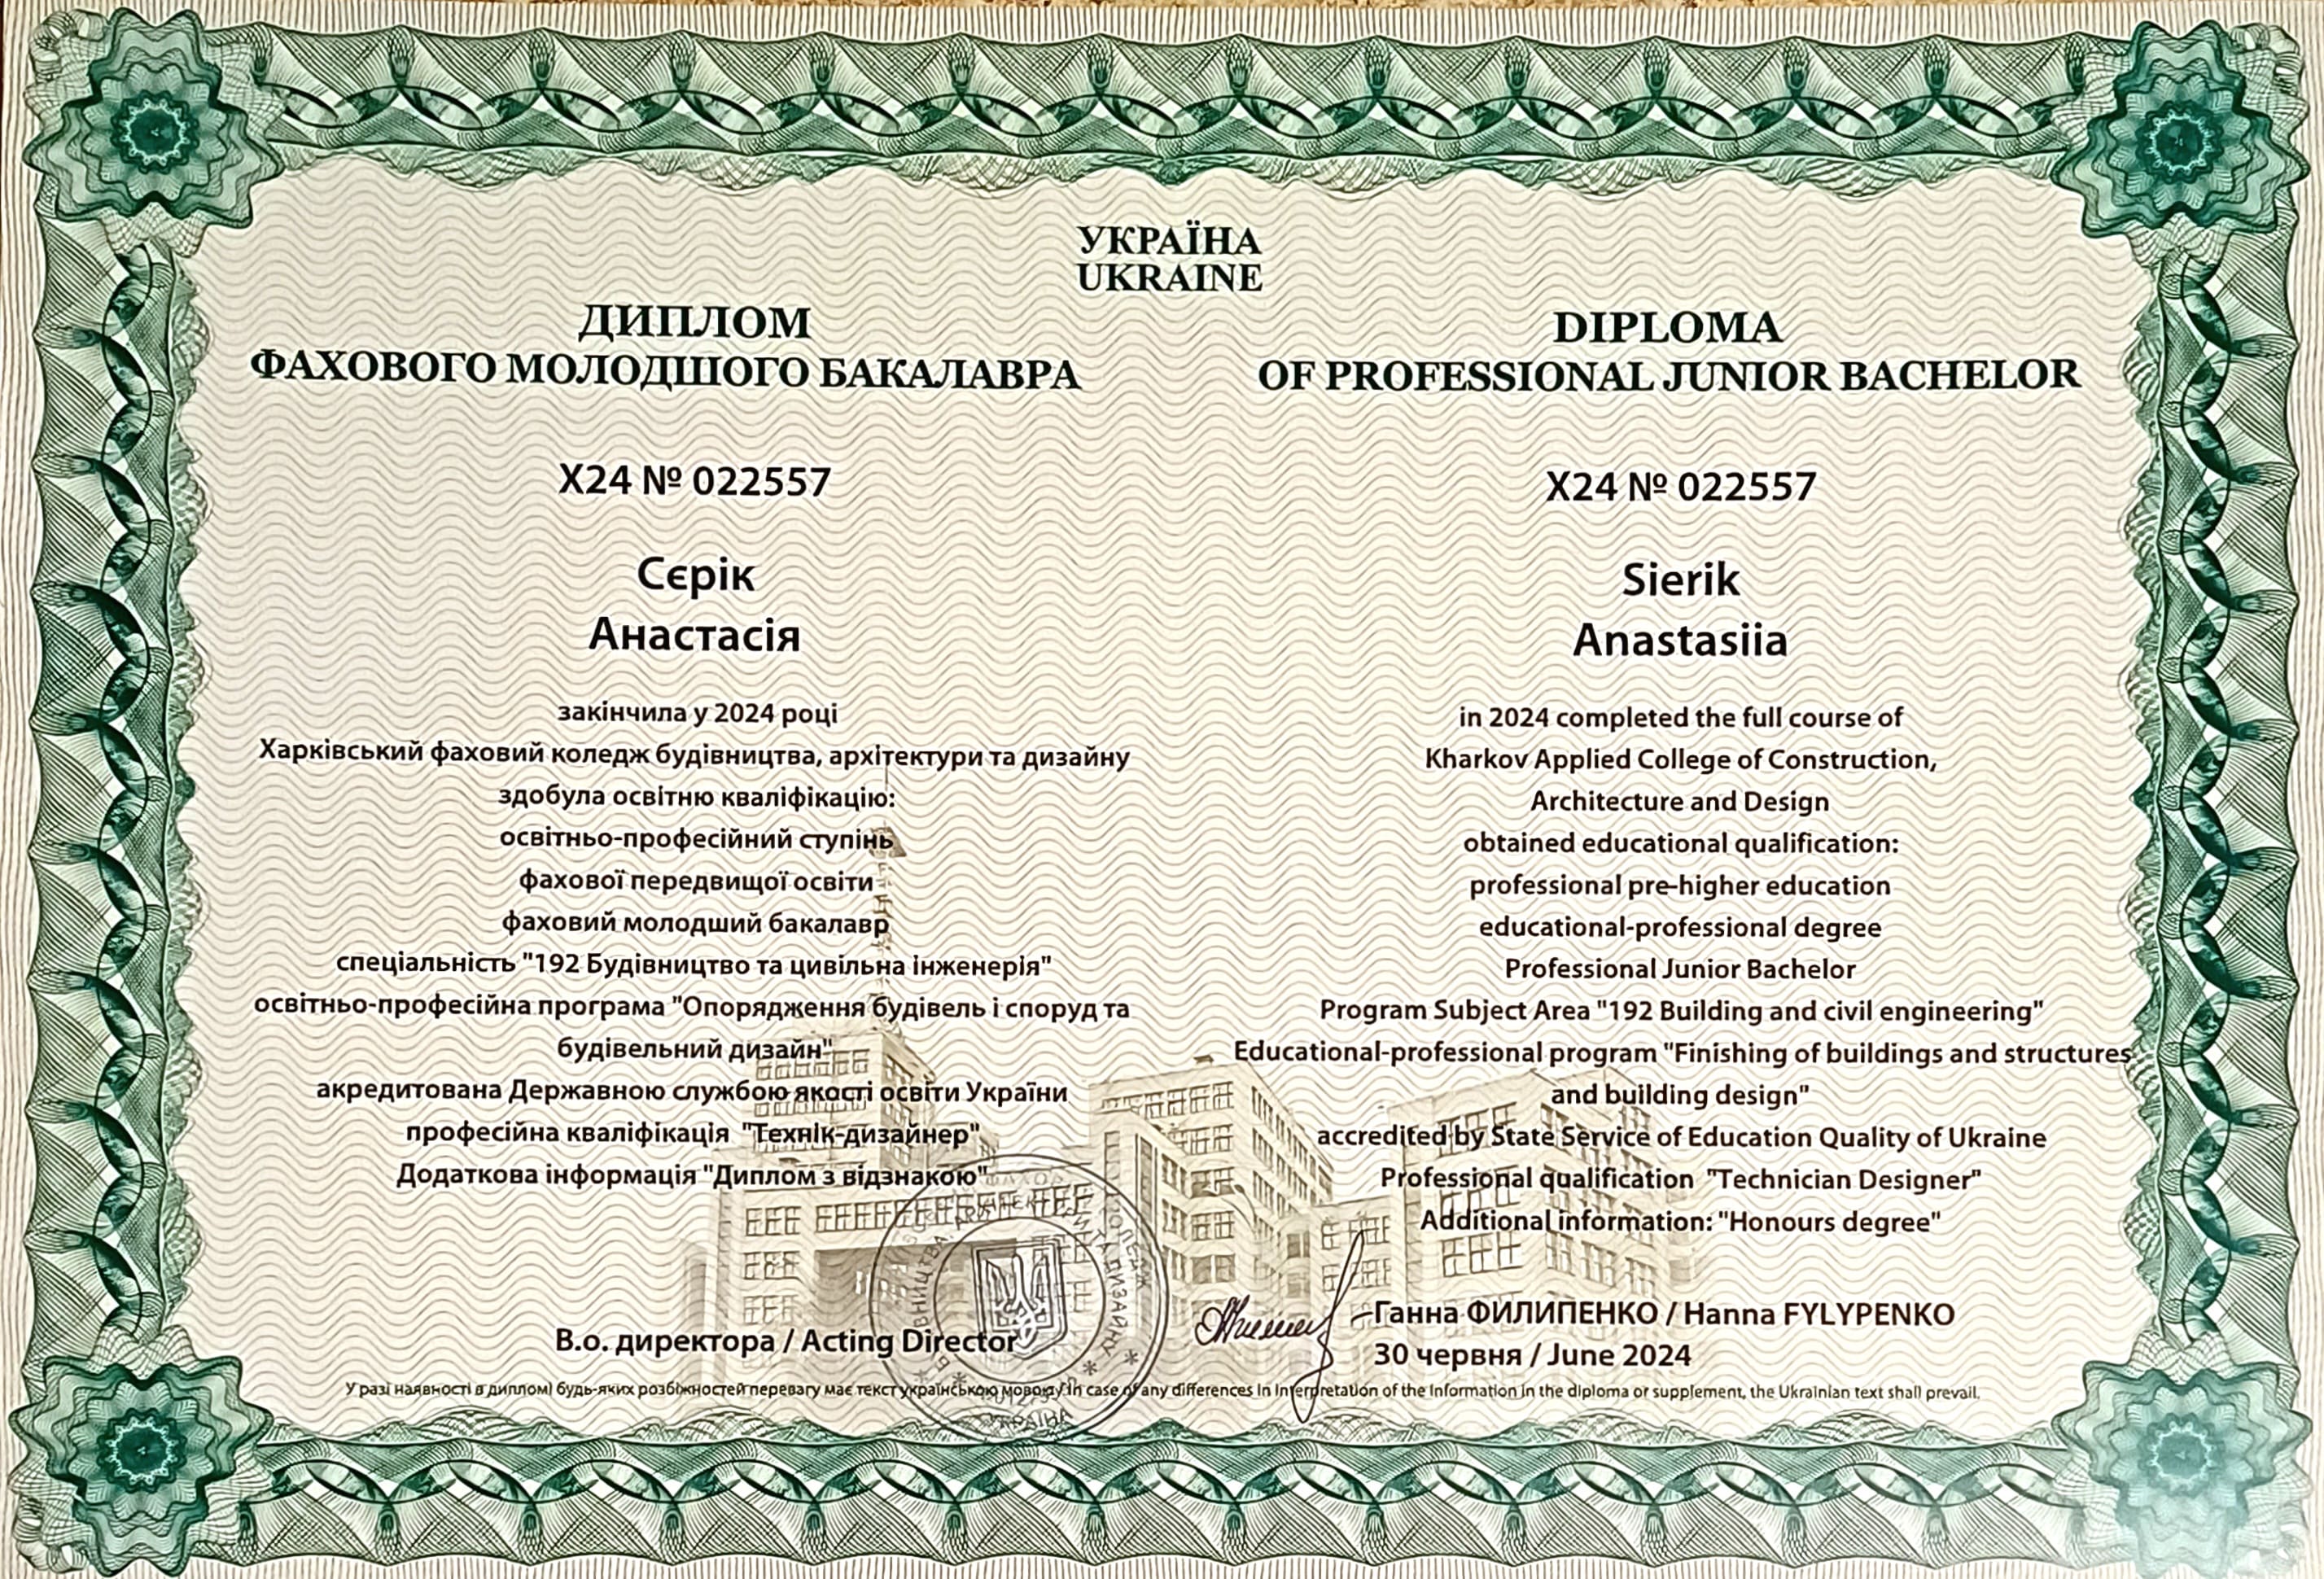 УКРАЇНА
UKRAINE
ДИПЛОМ
ФАХОВОГО МОЛОДШОГО БАКАЛАВРА
X24 № 022557
Сєрік
Анастасія
закінчила у 2024 році
Харківський фаховий коледж будівництва, архітектури та дизайну
здобула освітню кваліфікацію:
освітньо-професійний ступінь
фахової передвищої освіти
фаховий молодший бакалавр
спеціальність "192 Будівництво та цивільна інженерія"
освітньо-професійна програма "Опорядження будівель і споруд та
будівельний дизайн"
акредитована Державною службою якості освіти України
професійна кваліфікація "Технік-дизайнер"
Додаткова інформація "Диплом з відзнакою"
DIPLOMA
OF PROFESSIONAL JUNIOR BACHELOR
X24 № 022557
Sierik
Anastasiia
in 2024 completed the full course of
Kharkov Applied College of Construction,
Architecture and Design
obtained educational qualification:
professional pre-higher education
educational-professional degree
Professional Junior Bachelor
Program Subject Area "192 Building and civil engineering"
Educational-professional program "Finishing of buildings and structures
and building design"
accredited by State Service of Education Quality of Ukraine
Professional qualification "Technician Designer"
Additional information: "Honours degree"
В.о. директора / Acting Director
Ганна ФИЛИПЕНКО / Hanna FYLYPENKO
30 червня / June 2024
У разі наявності в дипломі будь-яких розбіжностей перевагу має текст українською мовою / In case of any differences in interpretation of the information in the diploma or supplement, the Ukrainian text shall prevail.
ТА ДИЗАЙНУ
КОЛЕДЖ
УКРАЇНА